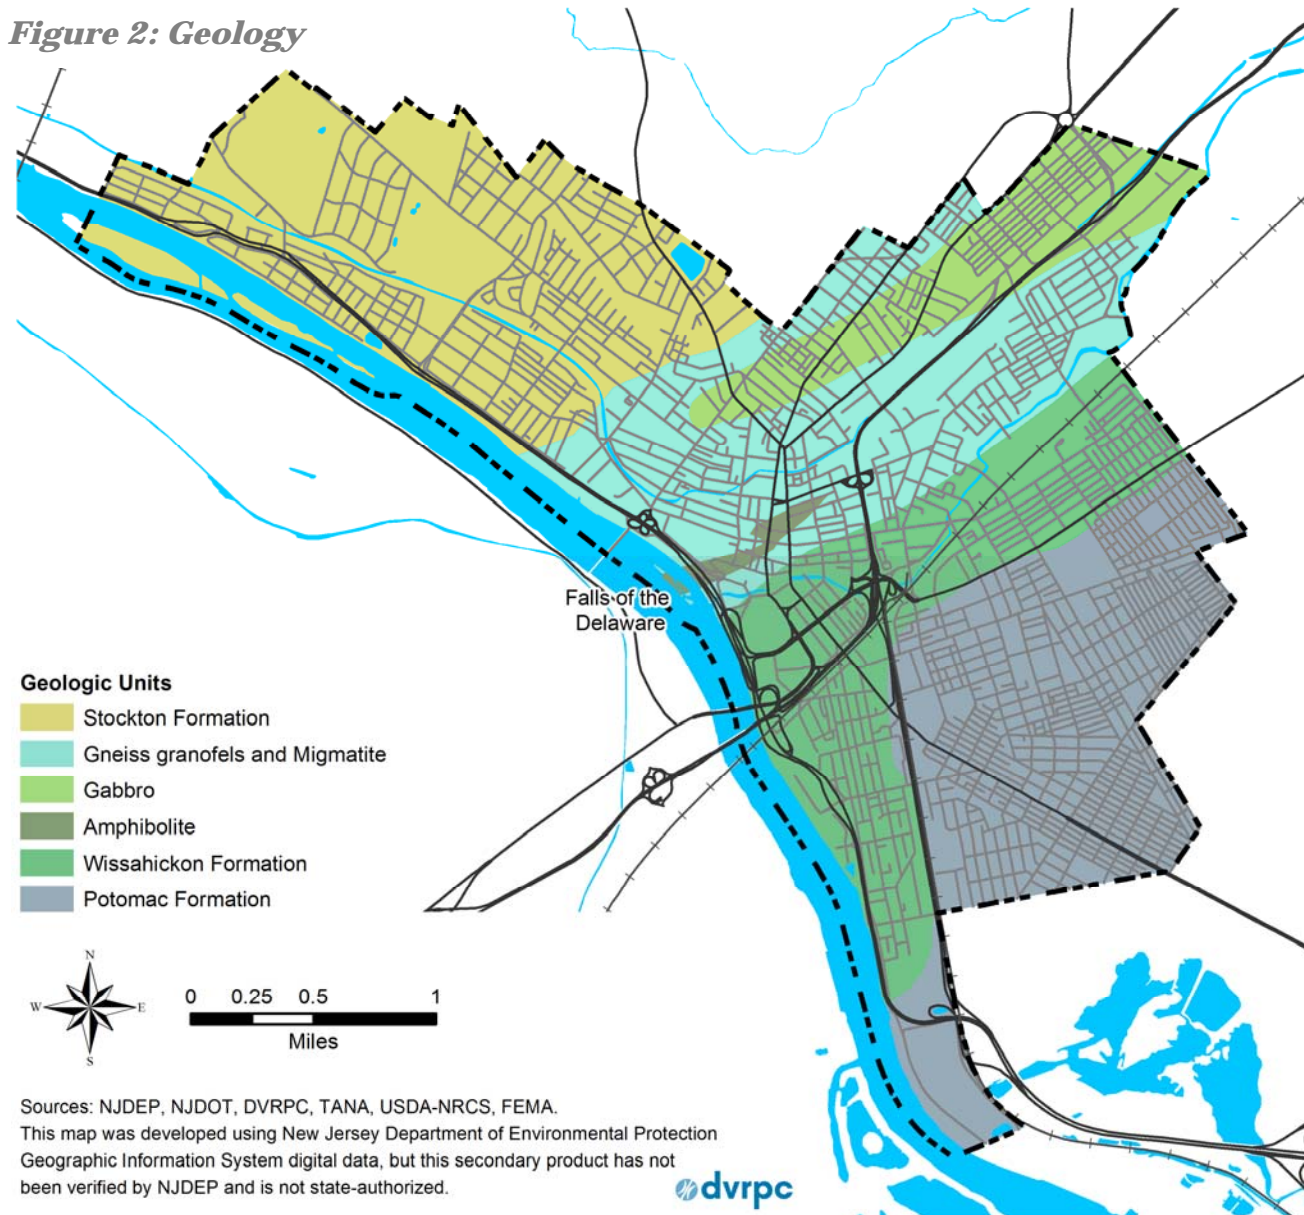 Figure 2: Geology
Falls of the
Delaware
Geologic Units
Stockton Formation
Gneiss granofels and Migmatite
Gabbro
Amphibolite
Wissahickon Formation
Potomac Formation
N
W E
S
0 0.25 0.5 1
Miles
Sources: NJDEP, NJDOT, DVRPC, TANA, USDA-NRCS, FEMA.
This map was developed using New Jersey Department of Environmental Protection
Geographic Information System digital data, but this secondary product has not
been verified by NJDEP and is not state-authorized.
dvrpc